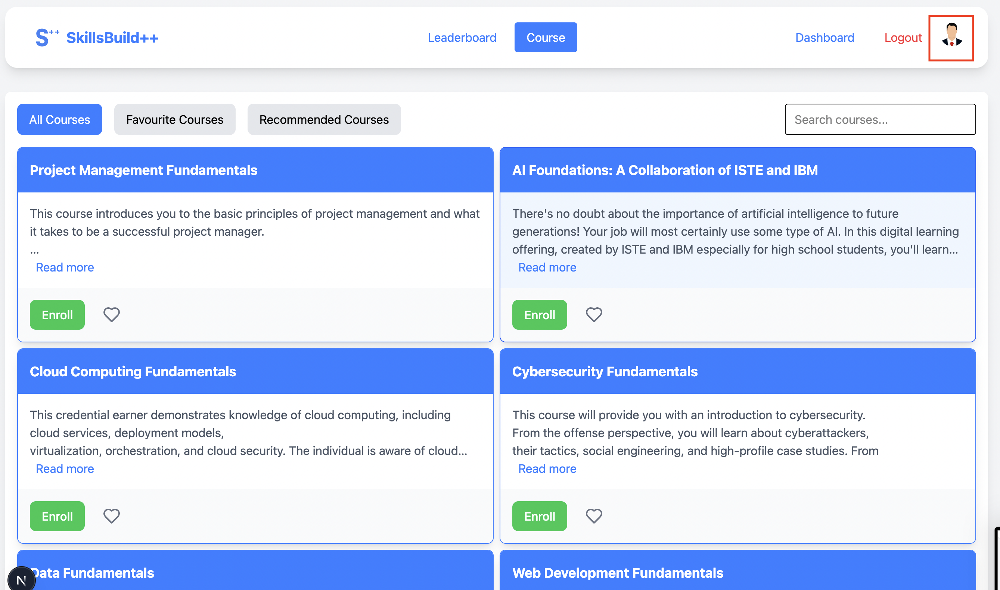 S++ SkillsBuild++
Leaderboard
Course
Dashboard
Logout
All Courses
Favourite Courses
Recommended Courses
Search courses...
Project Management Fundamentals
This course introduces you to the basic principles of project management and what
it takes to be a successful project manager.
...
Read more
Enroll
AI Foundations: A Collaboration of ISTE and IBM
There's no doubt about the importance of artificial intelligence to future
generations! Your job will most certainly use some type of AI. In this digital learning
offering, created by ISTE and IBM especially for high school students, you'll learn...
Read more
Enroll
Cloud Computing Fundamentals
This credential earner demonstrates knowledge of cloud computing, including
cloud services, deployment models,
virtualization, orchestration, and cloud security. The individual is aware of cloud...
Read more
Enroll
Cybersecurity Fundamentals
This course will provide you with an introduction to cybersecurity.
From the offense perspective, you will learn about cyberattackers,
their tactics, social engineering, and high-profile case studies. From
Read more
Enroll
Data Fundamentals
Web Development Fundamentals
N